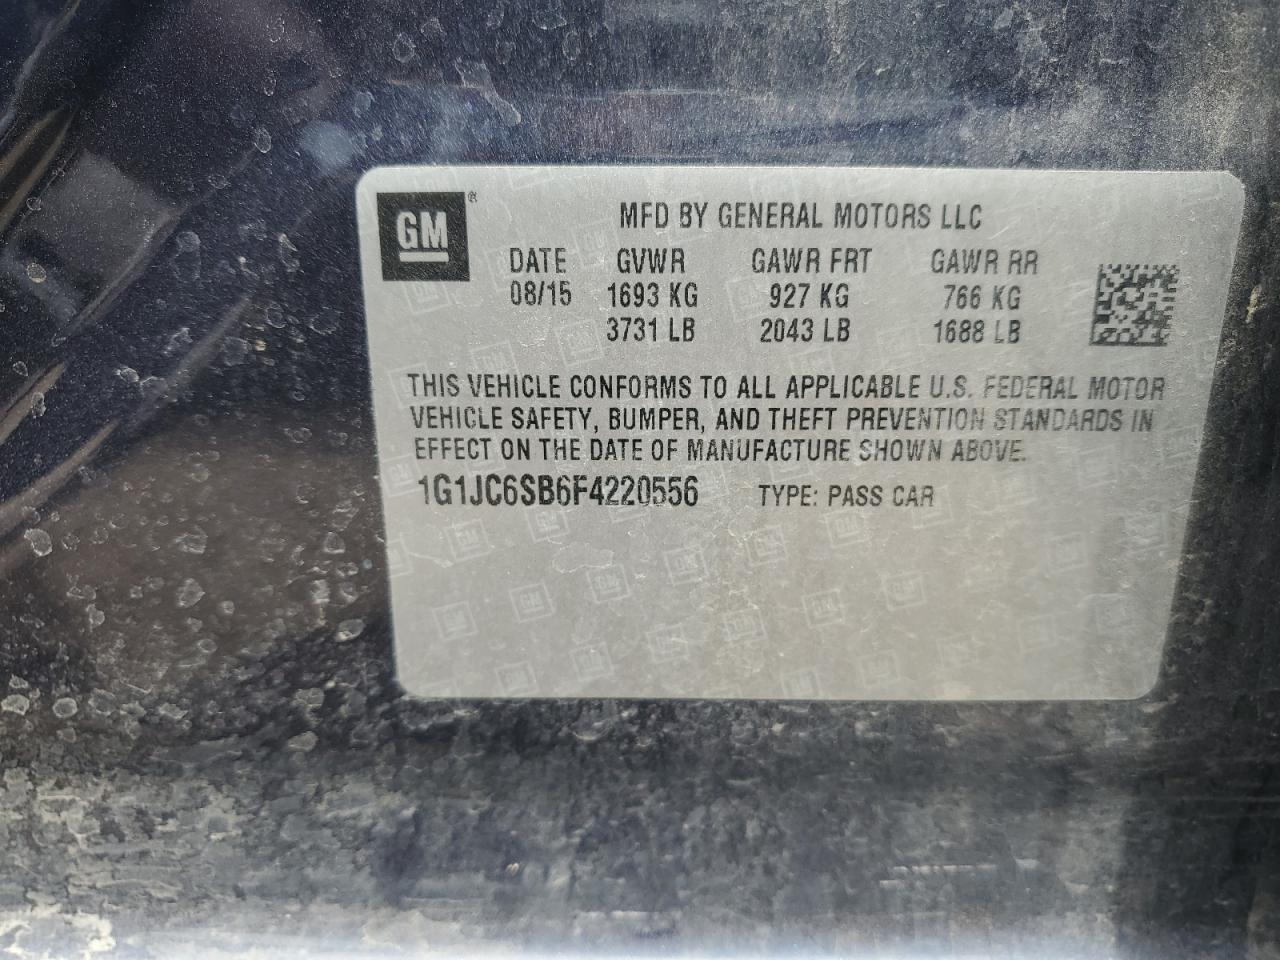 GM ®
MFD BY GENERAL MOTORS LLC
DATE GVWR GAWR FRT GAWR RR
08/15 1693 KG 927 KG 766 KG
3731 LB 2043 LB 1688 LB
THIS VEHICLE CONFORMS TO ALL APPLICABLE U.S. FEDERAL MOTOR
VEHICLE SAFETY, BUMPER, AND THEFT PREVENTION STANDARDS IN
EFFECT ON THE DATE OF MANUFACTURE SHOWN ABOVE.
1G1JC6SB6F4220556 TYPE: PASS CAR